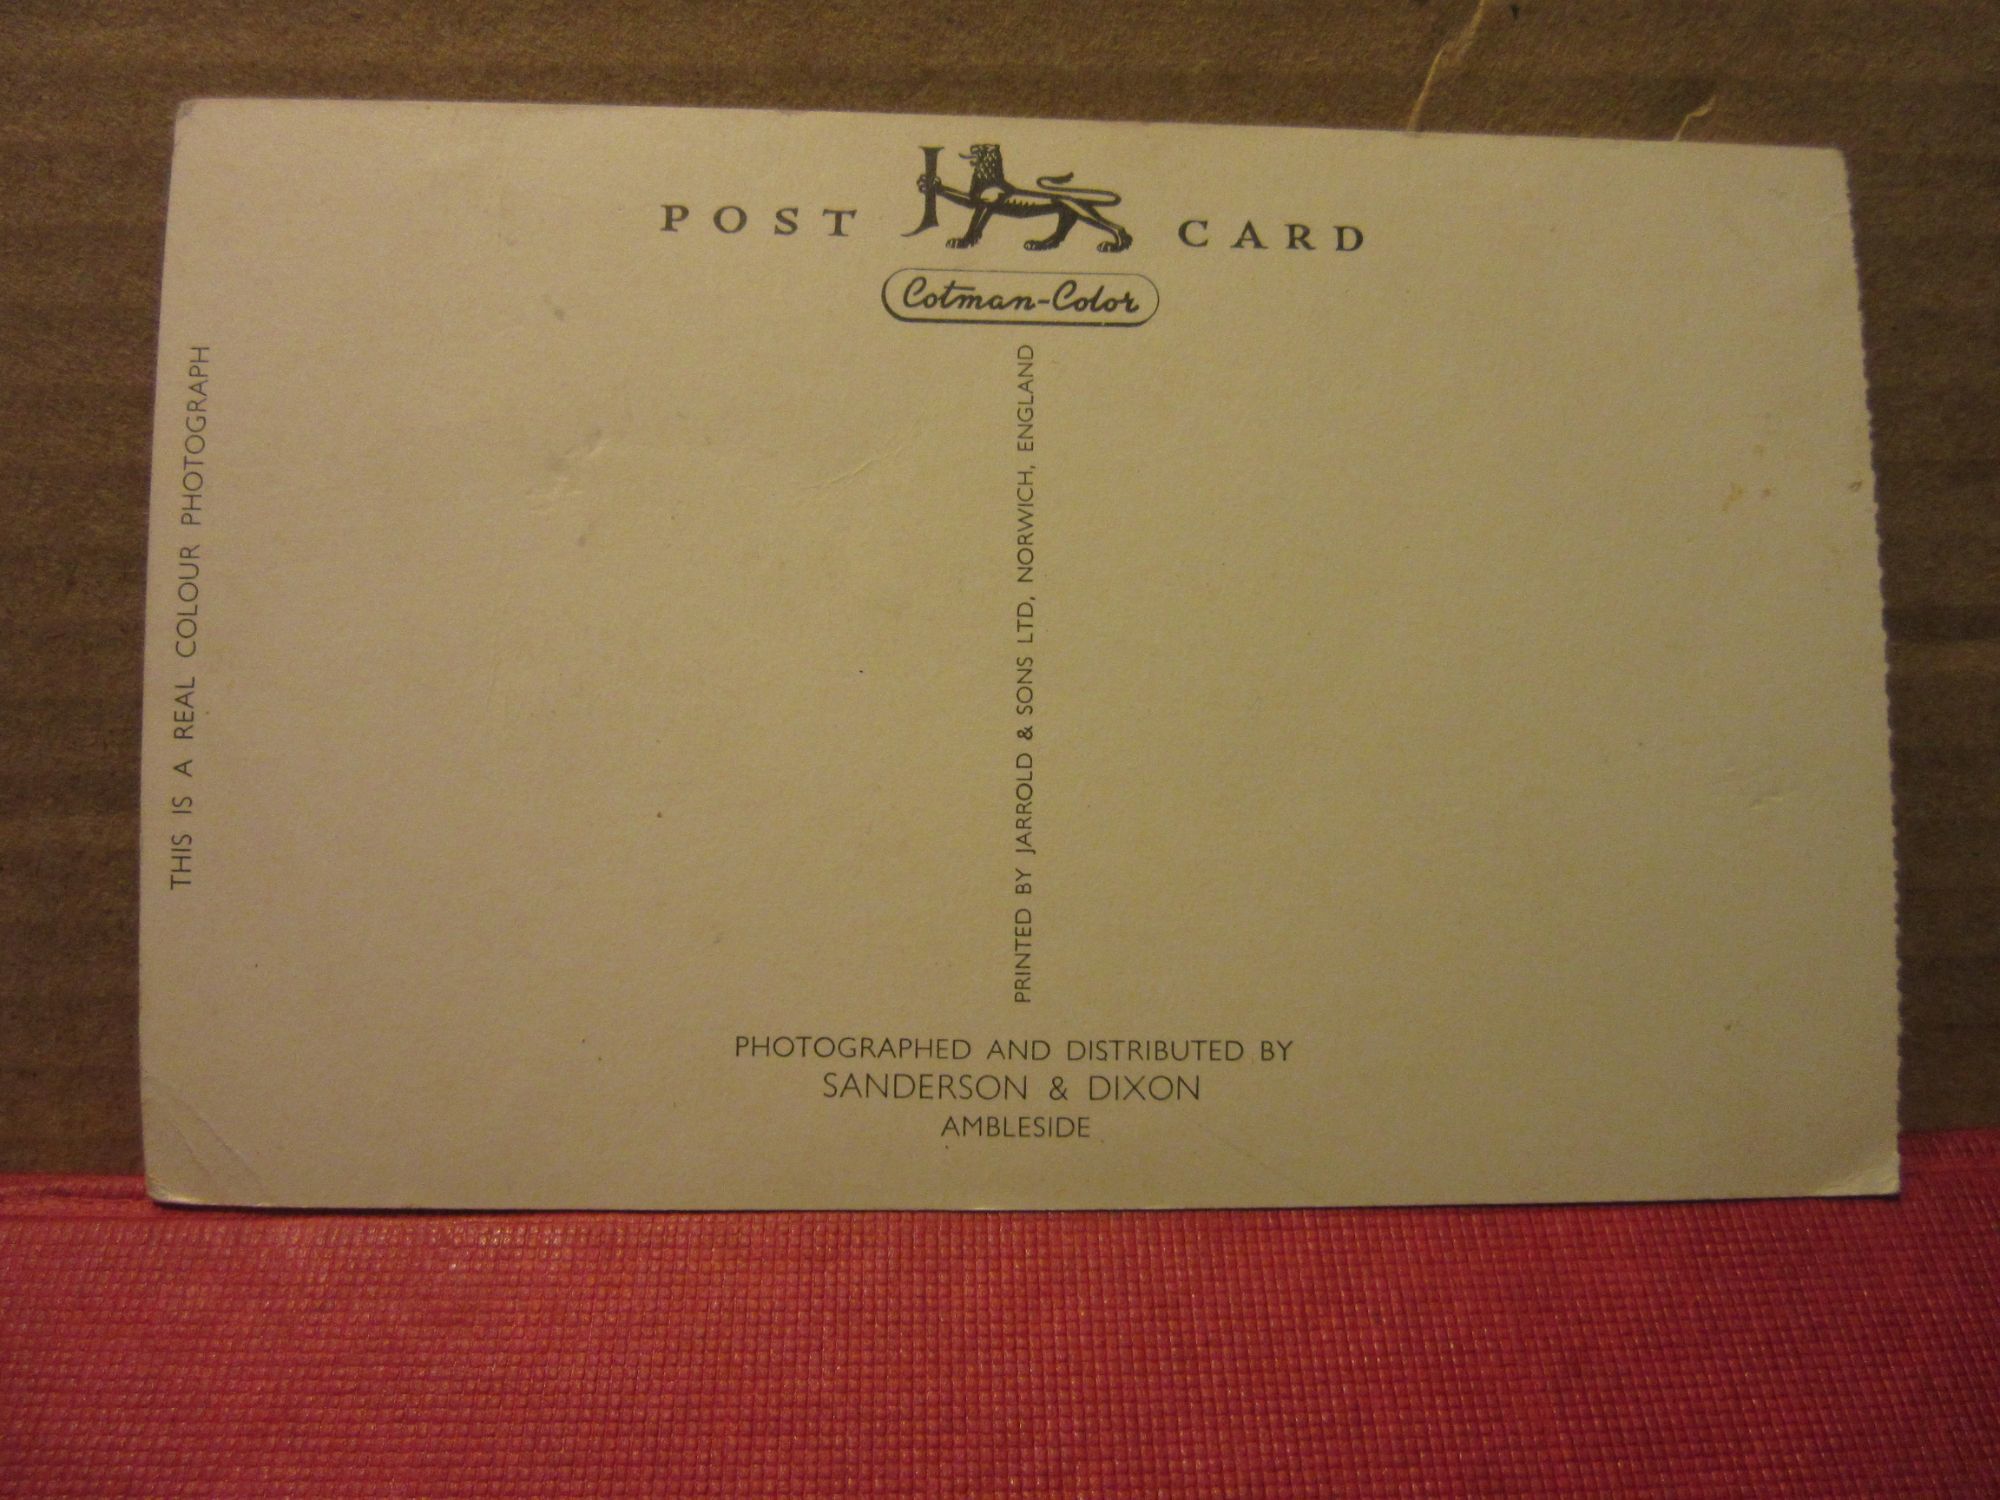 POST J CARD
Cotman-Color
THIS IS A REAL COLOUR PHOTOGRAPH
PRINTED BY JARROLD & SONS LTD, NORWICH, ENGLAND
PHOTOGRAPHED AND DISTRIBUTED BY
SANDERSON & DIXON
AMBLESIDE